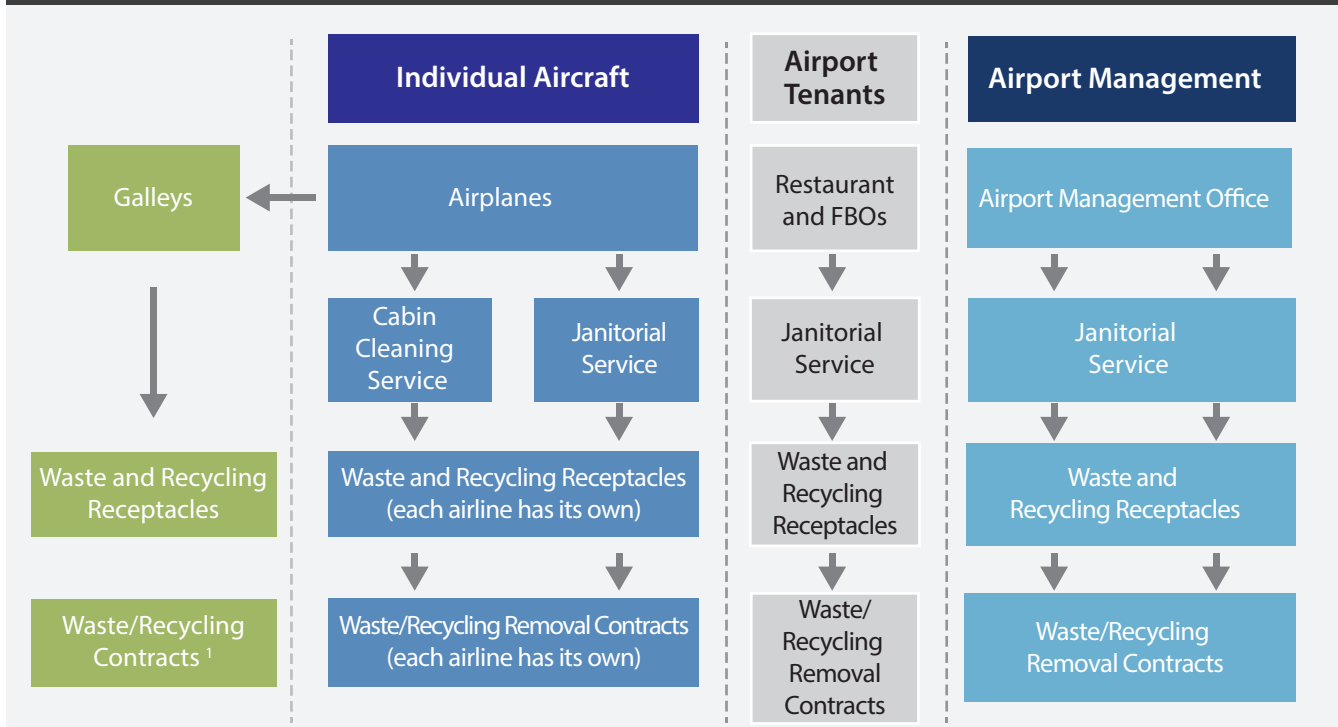 Individual Aircraft
Airport
Tenants
Airport Management
Galleys
Airplanes
Restaurant
and FBOs
Airport Management Office
Cabin
Cleaning
Service
Janitorial
Service
Janitorial
Service
Janitorial
Service
Waste and Recycling
Receptacles
Waste and Recycling Receptacles
(each airline has its own)
Waste and
Recycling
Receptacles
Waste and
Recycling Receptacles
Waste/Recycling
Contracts ¹
Waste/Recycling Removal Contracts
(each airline has its own)
Waste/
Recycling
Removal
Contracts
Waste/Recycling
Removal Contracts